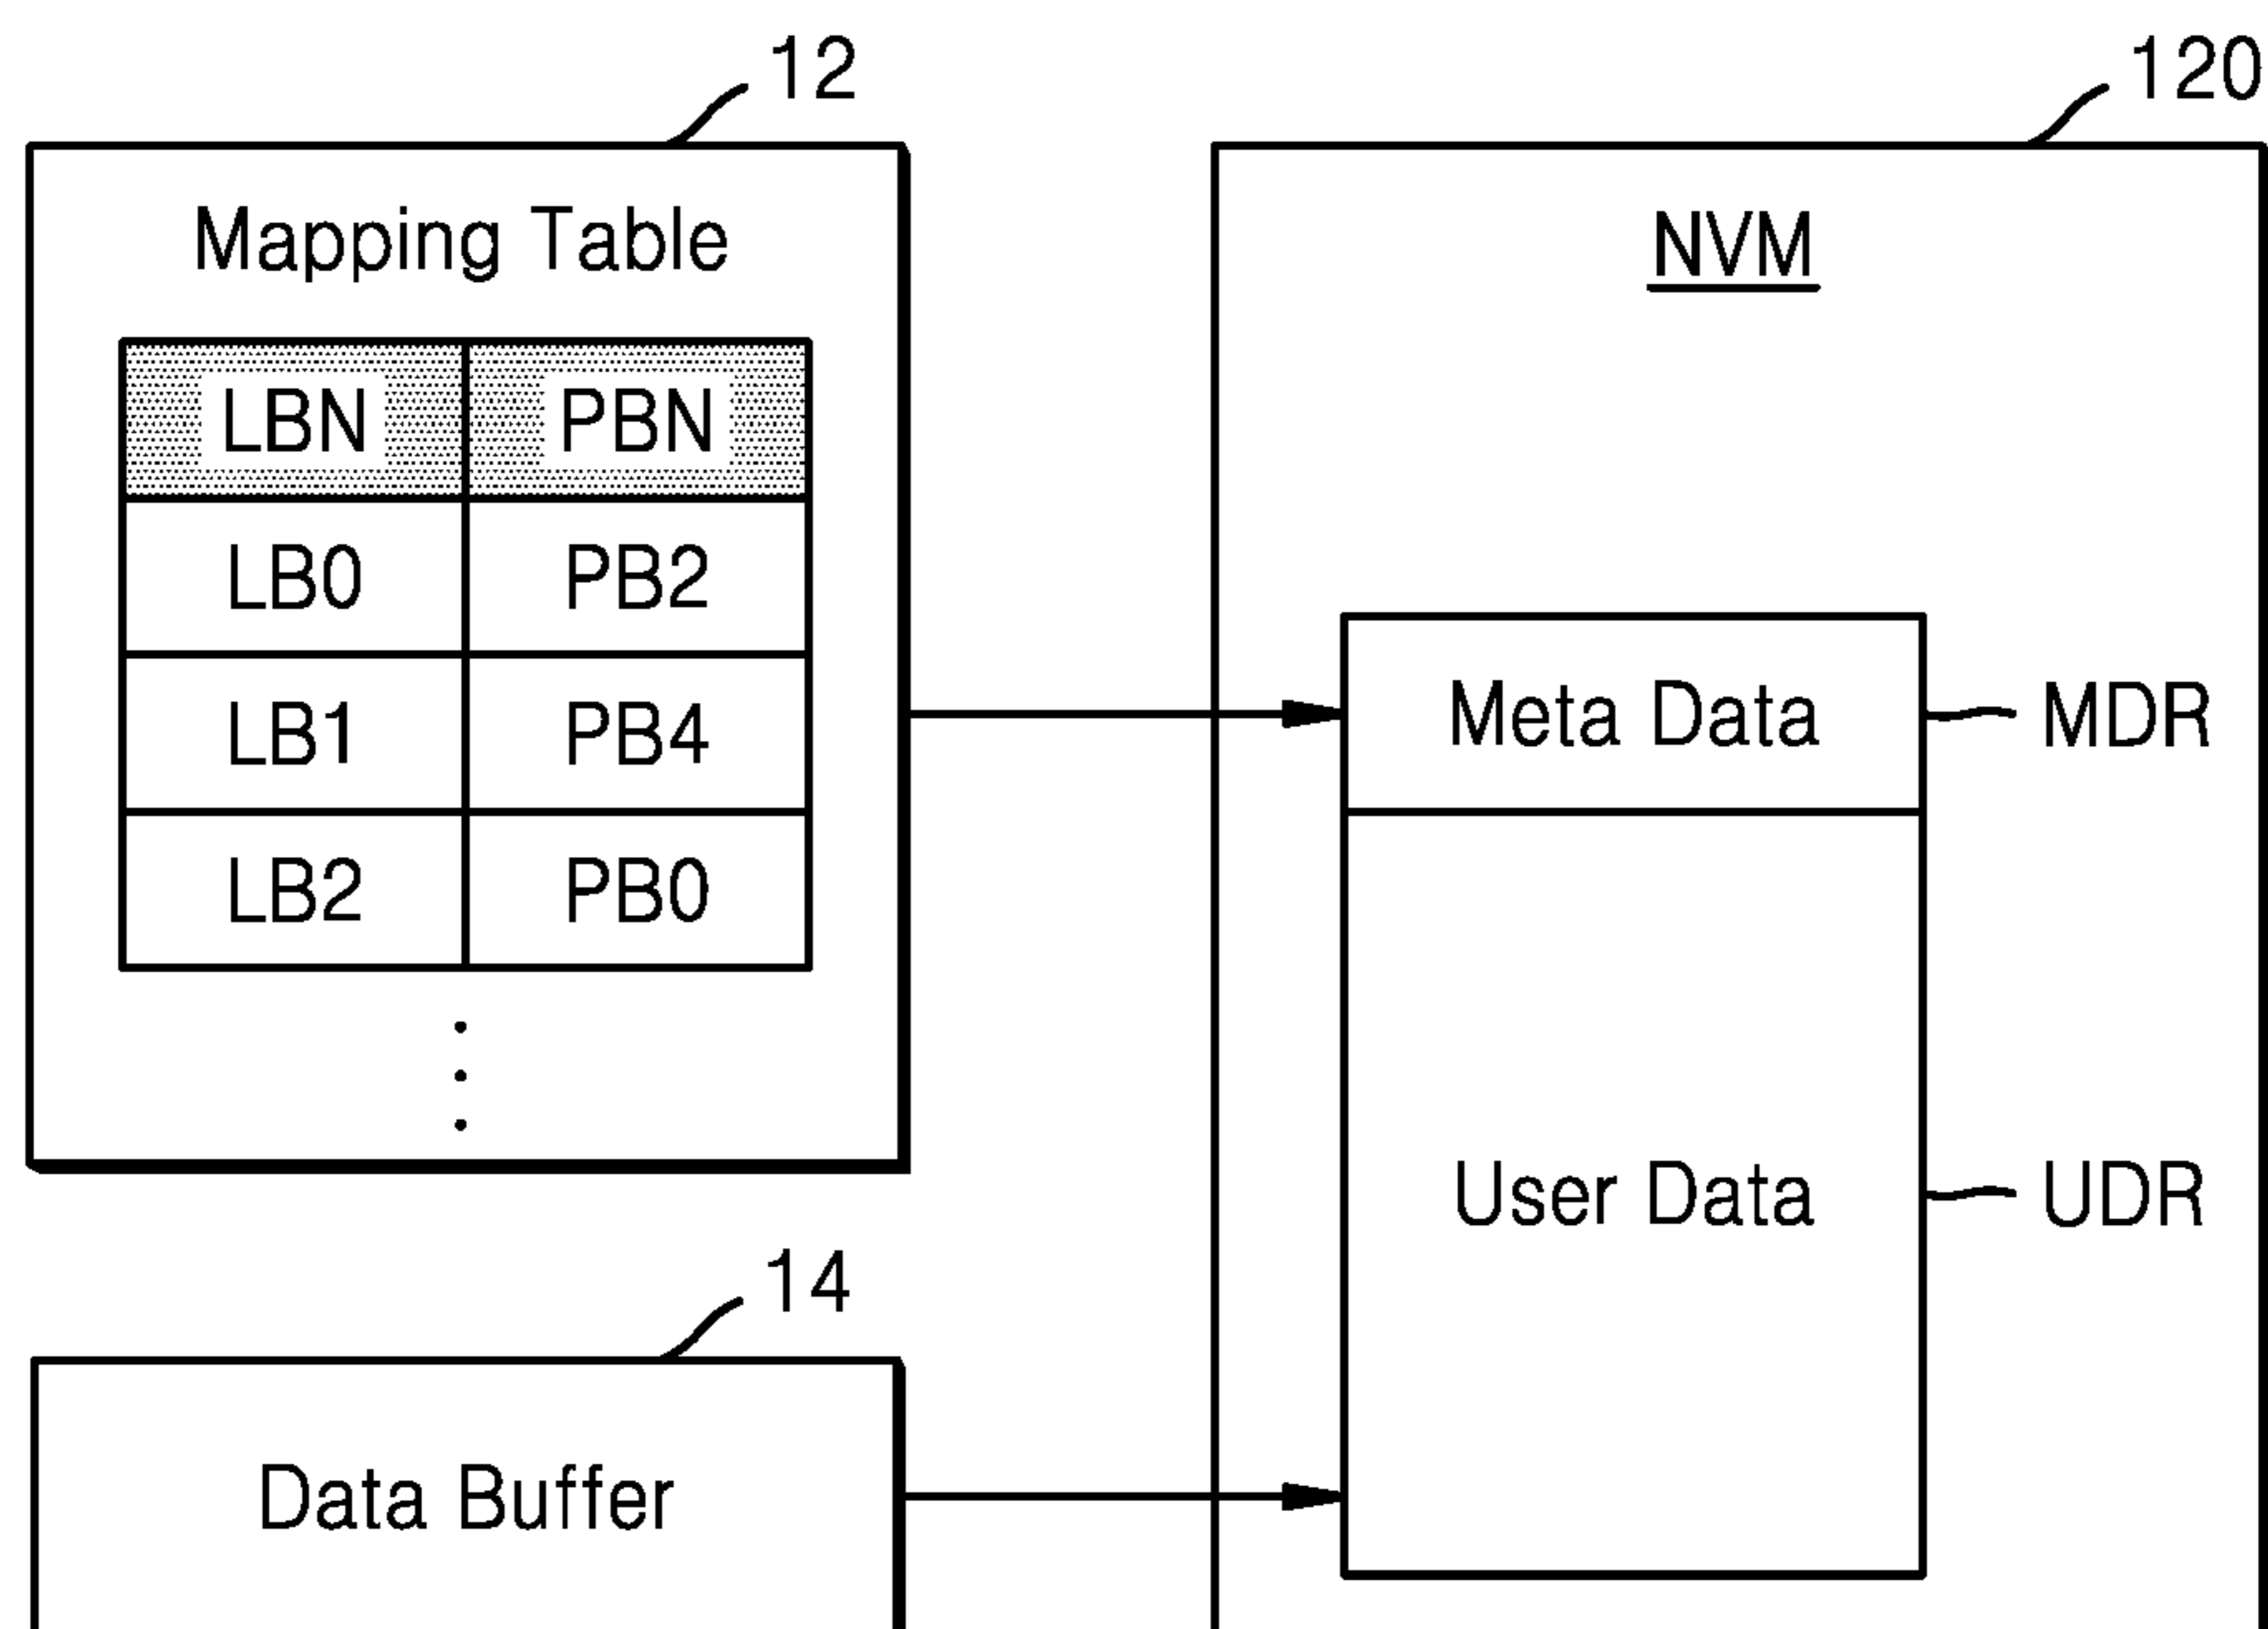 12
Mapping Table
LBN PBN
LB0 PB2
LB1 PB4
LB2 PB0
14
Data Buffer
120
NVM
Meta Data
MDR
User Data
UDR